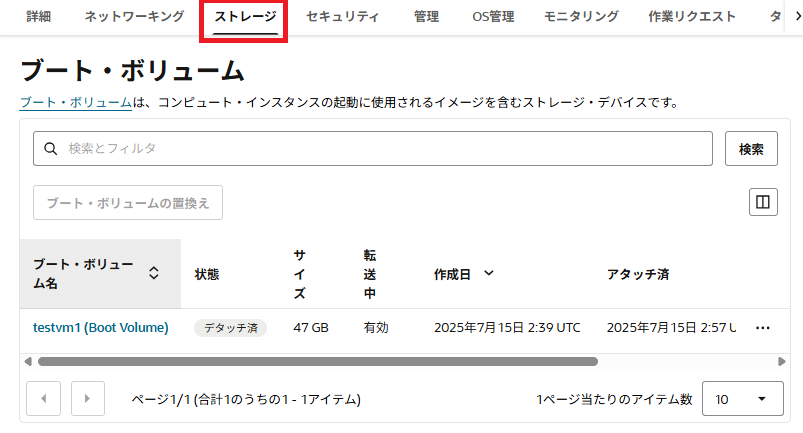 詳細 ネットワーキング ストレージ セキュリティ 管理 OS管理 モニタリング 作業リクエスト タ
ブート・ボリューム
ブート・ボリュームは、コンピュート・インスタンスの起動に使用されるイメージを含むストレージ・デバイスです。
検索とフィルタ 検索
ブート・ボリュームの置換え
ブート・ボリュー
ム名
状態
サ
イ
ズ
転
送
中
作成日
アタッチ済
testvm1 (Boot Volume) デタッチ済 47 GB 有効 2025年7月15日 2:39 UTC 2025年7月15日 2:57 U
ページ1/1 (合計1のうちの1 - 1アイテム) 1ページ当たりのアイテム数 10